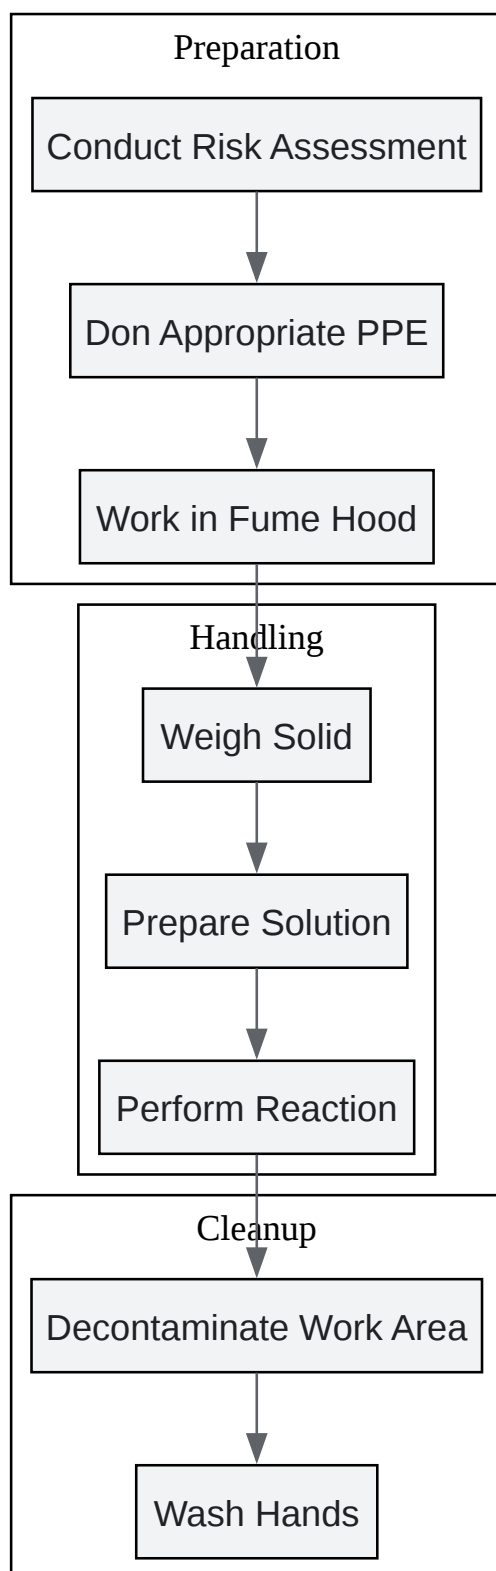 Preparation
Conduct Risk Assessment
Don Appropriate PPE
Work in Fume Hood
Handling
Weigh Solid
Prepare Solution
Perform Reaction
Cleanup
Decontaminate Work Area
Wash Hands